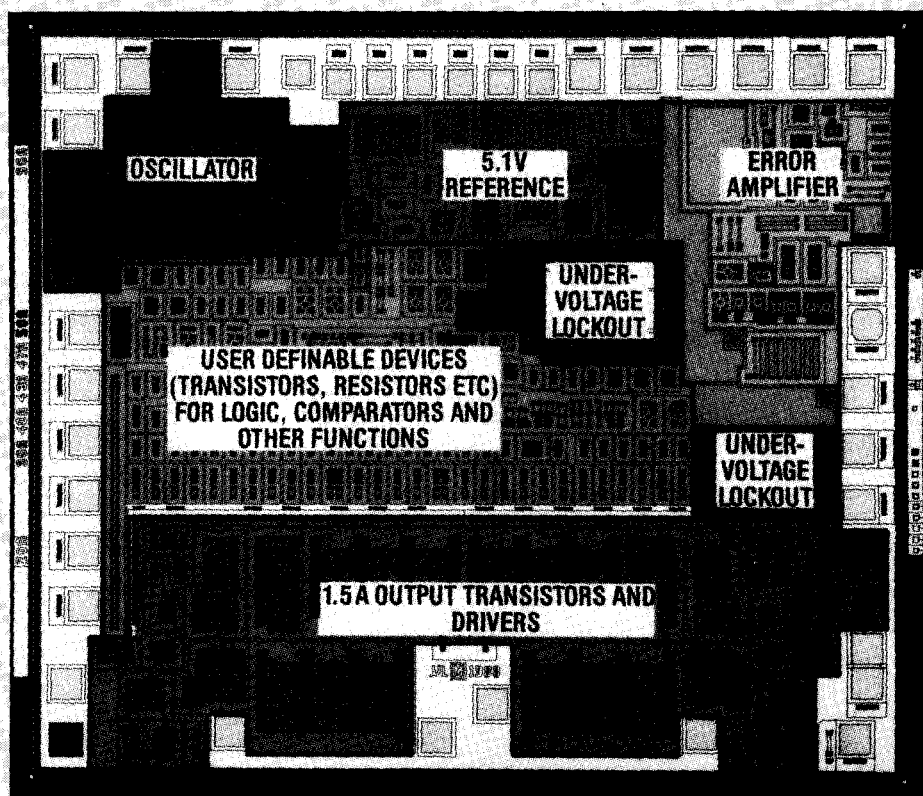 OSCILLATOR
5.1V
REFERENCE
ERROR
AMPLIFIER
UNDER-
VOLTAGE
LOCKOUT
USER DEFINABLE DEVICES
(TRANSISTORS, RESISTORS ETC)
FOR LOGIC, COMPARATORS AND
OTHER FUNCTIONS
UNDER-
VOLTAGE
LOCKOUT
1.5A OUTPUT TRANSISTORS AND
DRIVERS